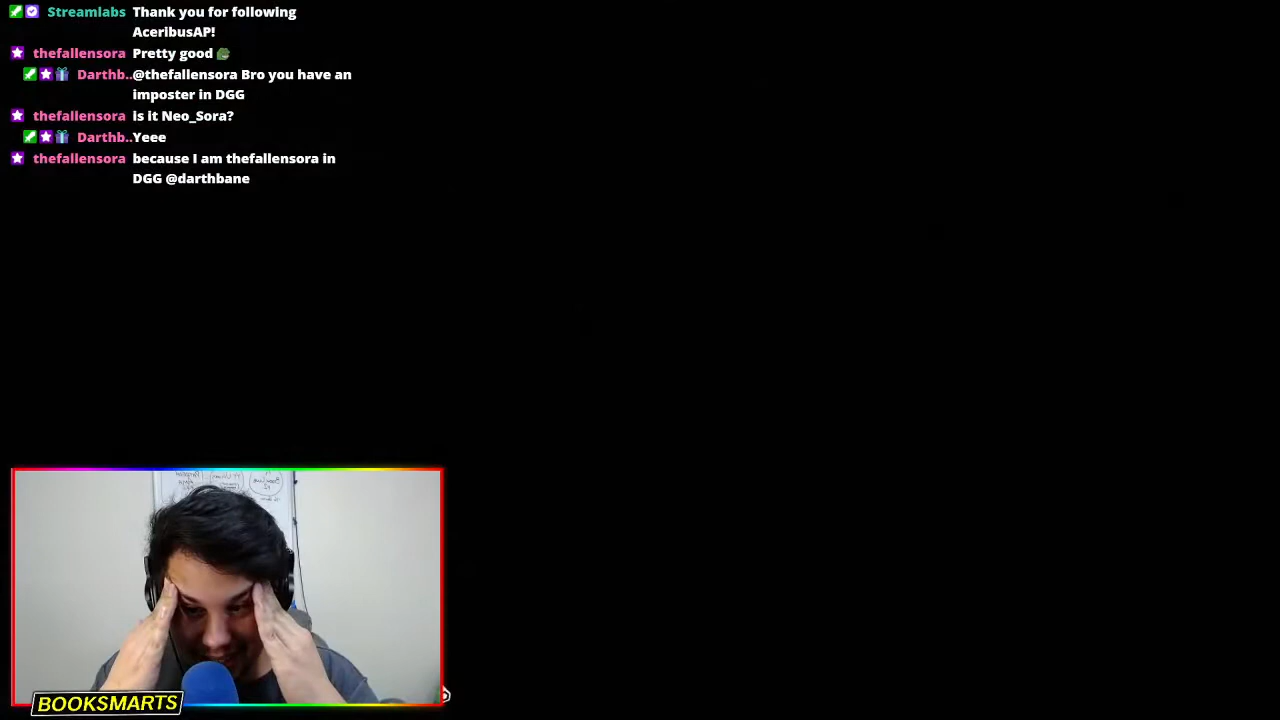 Streamlabs Thank you for following
AceribusAP!
thefallensora Pretty good
Darthb.. @thefallensora Bro you have an
imposter in DGG
thefallensora Is it Neo_Sora?
Darthb.. Yeee
thefallensora because I am thefallensora in
DGG @darthbane
BOOKSMARTS